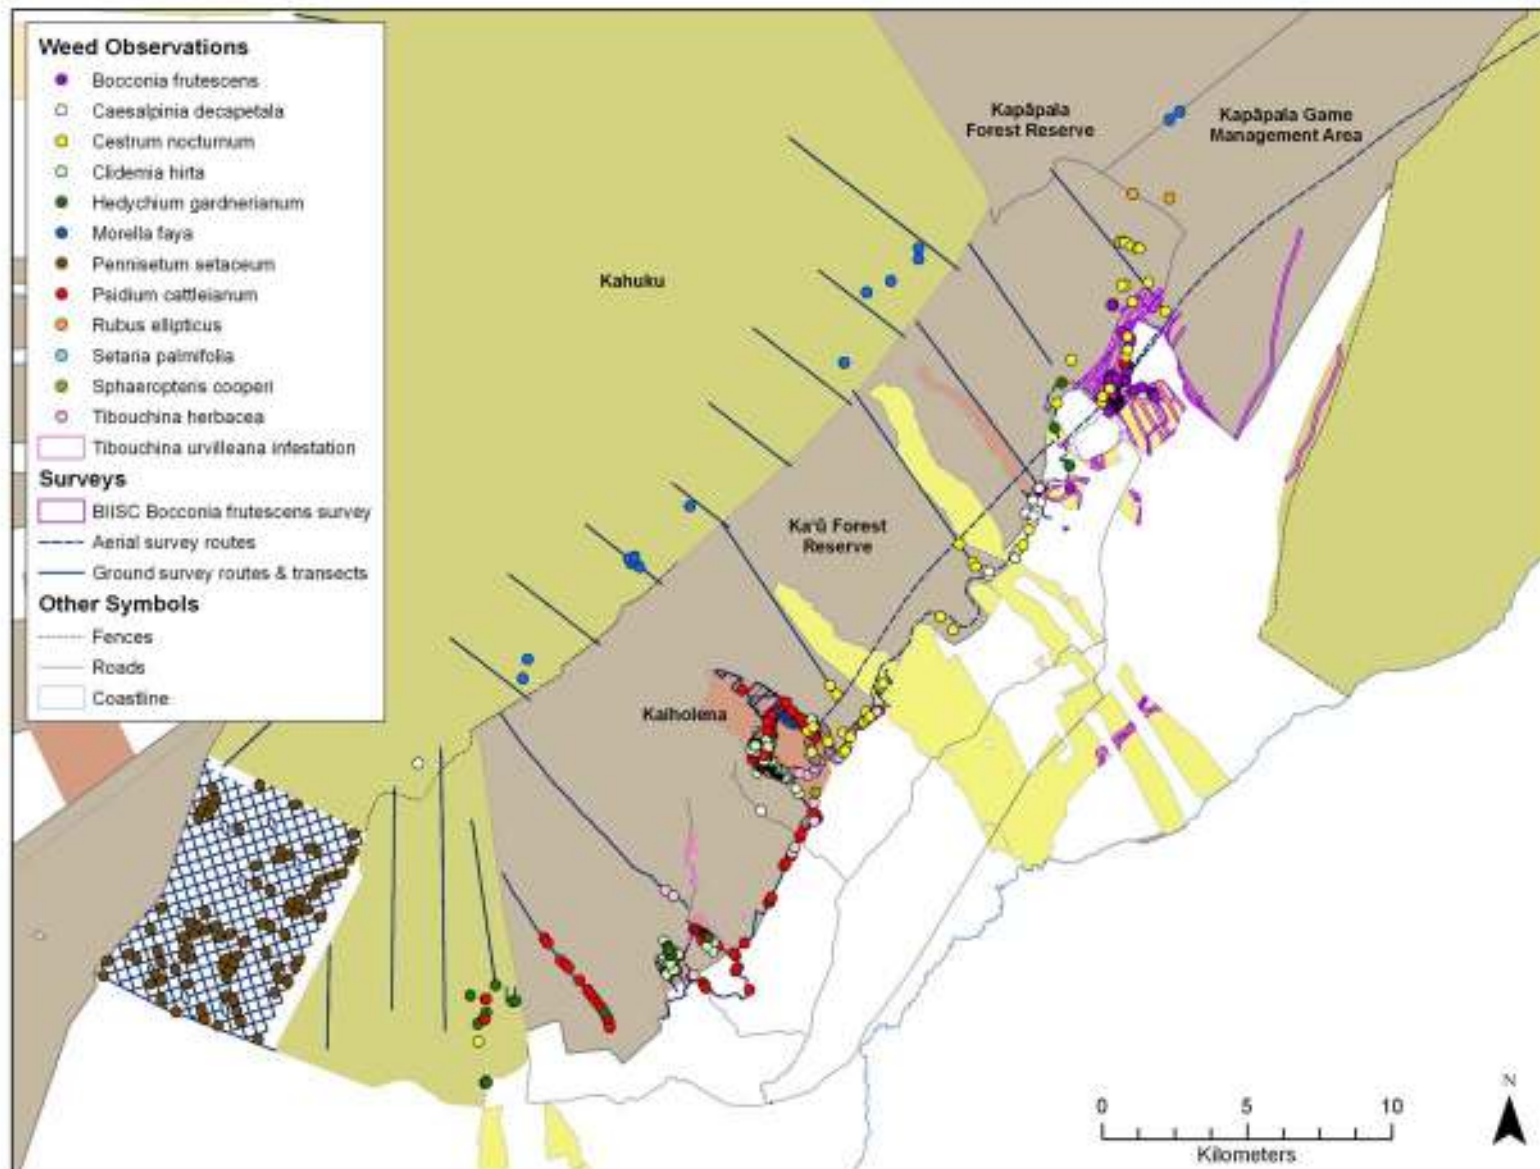 Weed Observations
Bocconia frutescens
Caesalpinia decapetala
Cestrum nocturnum
Clidemia hirta
Hedychium gardnerianum
Morella faya
Pennisetum setaceum
Psidium cattleianum
Rubus ellipticus
Setaria palmifolia
Sphaeropteris cooperi
Tibouchina herbacea
Tibouchina urvilleana infestation
Surveys
BIISC Bocconia frutescens survey
Aerial survey routes
Ground survey routes & transects
Other Symbols
Fences
Roads
Coastline
Kapāpala
Forest Reserve
Kapāpala Game
Management Area
Kahuku
Ka‘ū Forest
Reserve
Kaiholena
N
0 5 10
Kilometers